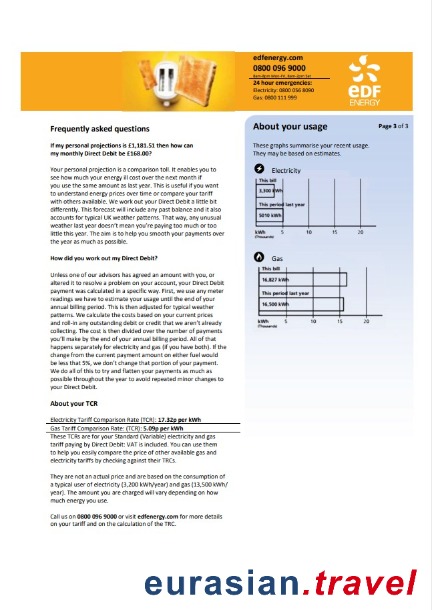 edfenergy.com
0800 096 9000
8am-8pm Mon-Fri, 8am-2pm Sat
24 hour emergencies:
Electricity: 0800 056 8090
Gas: 0800 111 999
eDF
ENERGY
Frequently asked questions
If my personal projections is £1,181.51 then how can
my monthly Direct Debit be £168.00?
Your personal projection is a comparison toll. It enables you to
see how much your energy ill cost over the next month if
you use the same amount as last year. This is useful if you want
to understand energy prices over time or compare your tariff
with others available. We work out your Direct Debit a little bit
differently. This forecast will include any past balance and it also
accounts for typical UK weather patterns. That way, any unusual
weather last year doesn't mean you're paying too much or too
little this year. The aim is to help you smooth your payments over
the year as much as possible.
How did you work out my Direct Debit?
Unless one of our advisors has agreed an amount with you, or
altered it to resolve a problem on your account, your Direct Debit
payment was calculated in a specific way. First, we use any meter
readings we have to estimate your usage until the end of your
annual billing period. This is then adjusted for typical weather
patterns. We calculate the costs based on your current prices
and roll-in any outstanding debit or credit that we aren't already
collecting. The cost is then divided over the number of payments
you'll make by the end of your annual billing period. All of that
happens separately for electricity and gas (if you have both). If the
change from the current payment amount on either fuel would
be less that 5%, we don't change that portion of your payment.
We do all of this to try and flatten your payments as much as
possible throughout the year to avoid repeated minor changes to
your Direct Debit.
About your TCR
Electricity Tariff Comparison Rate (TCR): 17.32p per kWh
Gas Tariff Comparison Rate: (TCR): 5.09p per kWh
These TCRs are for your Standard (Variable) electricity and gas
tariff paying by Direct Debit: VAT is included. You can use them
to help you easily compare the price of other available gas and
electricity tariffs by checking against their TRCs.
They are not an actual price and are based on the consumption of
a typical user of electricity (3,200 kWh/year) and gas (13,500 kWh/
year). The amount you are charged will vary depending on how
much energy you use.
Call us on 0800 096 9000 or visit edfenergy.com for more details
on your tariff and on the calculation of the TRC.
About your usage
Page 3 of 3
These graphs summarise your recent usage.
They may be based on estimates.
Electricity
This bill
3,300 kWh
This period last year
5010 kWh
kWh 5 10 15 20
(Thousands)
Gas
This bill
16,827 kWh
This period last year
16,500 kWh
kWh 5 10 15 20
(Thousands)
eurasian.travel